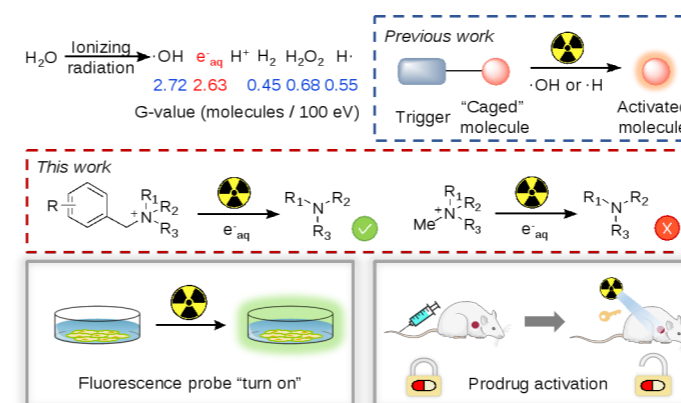 H₂O Ionizing radiation ·OH e⁻aq H⁺ H₂ H₂O₂ H·
2.72 2.63 0.45 0.68 0.55
G-value (molecules / 100 eV)
Previous work
·OH or ·H
Trigger "Caged" molecule Activated
This work
R N⁺ R₁ R₂ R₃ e⁻aq R₁ N R₂ R₃
Me N⁺ R₁ R₂ R₃ e⁻aq R₁ N R₂ R₃ X
Fluorescence probe "turn on"
Prodrug activation